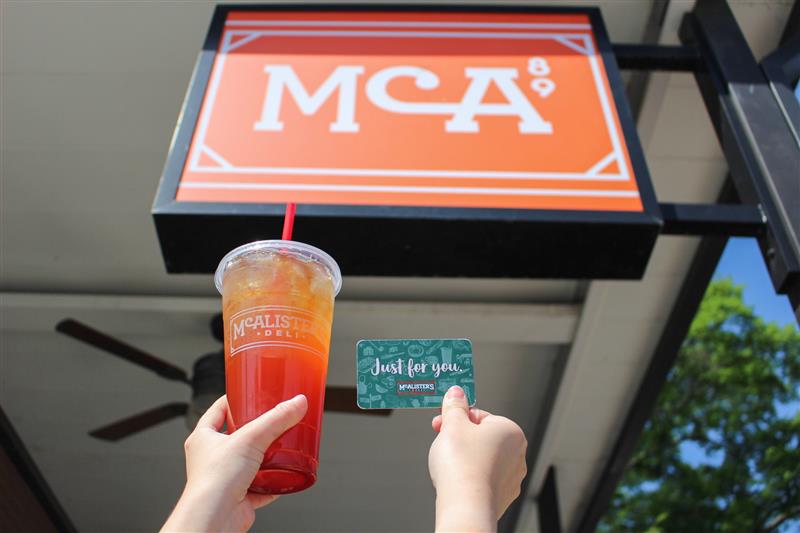 MCA
89
McALISTER'S
DELI
Just for you.
McALISTER'S